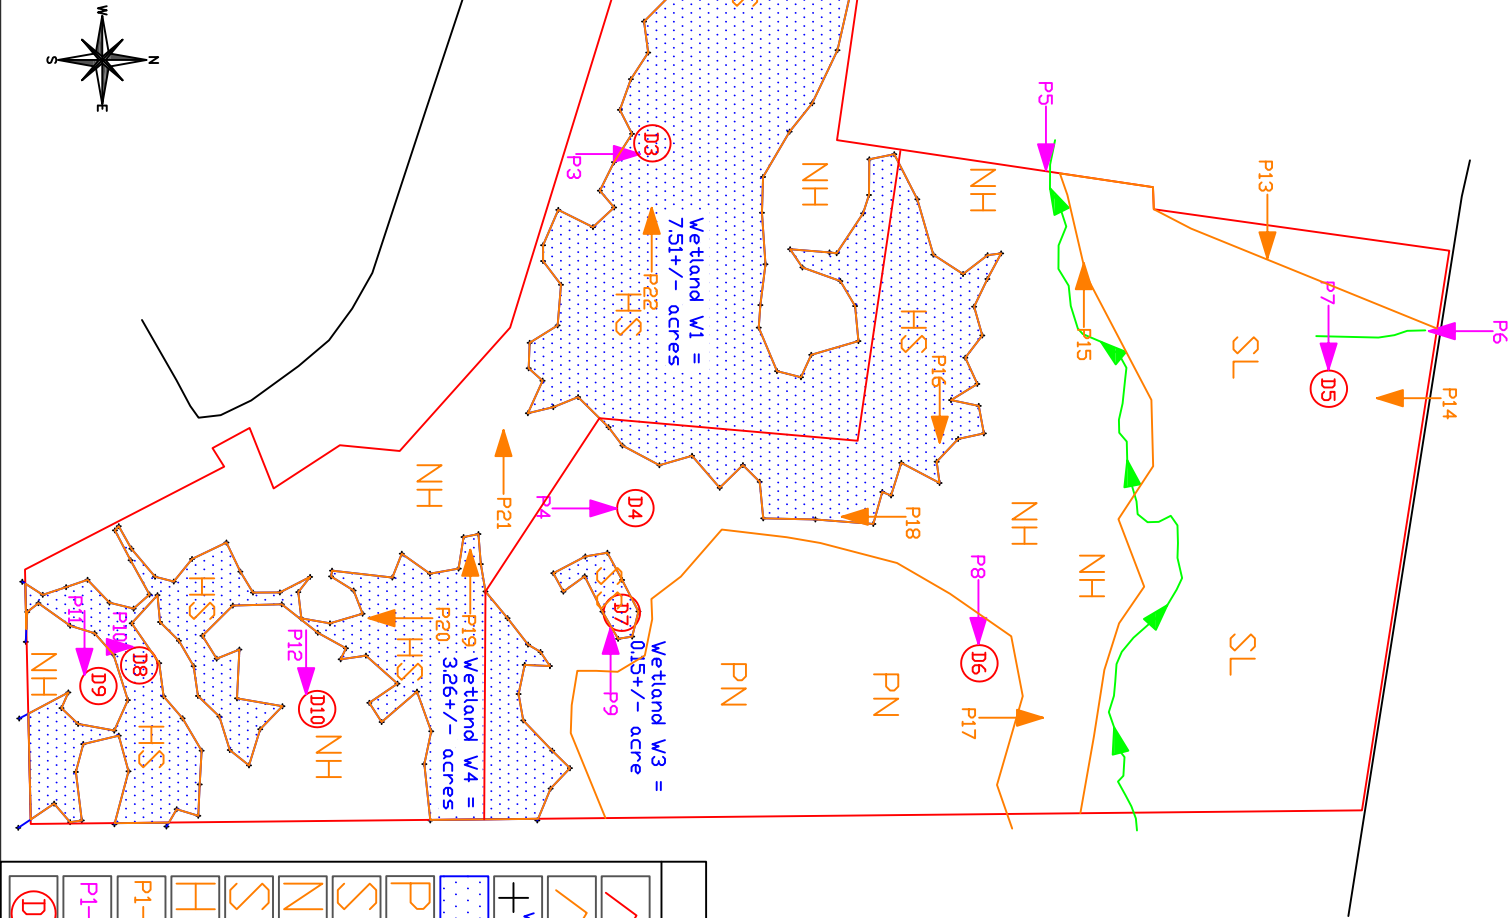 W
N
S
E
HS
P5
P13
P3
D3
NH
NH
P7
P6
Wetland W1 =
7.51+/- acres
P22
HS
HS
P15
P16
SL
D5
P14
NH
P21
P4
D4
P18
NH
NH
P8
D6
D7
P9
Wetland W3 =
0.15+/- acre
PN
PN
SL
P17
HS
P11
P10
D8
D9
NH
HS
P12
D10
NH
P20
P19
HS
Wetland W4 =
3.26+/- acres
D
P1-
P1-
H
S
N
S
P